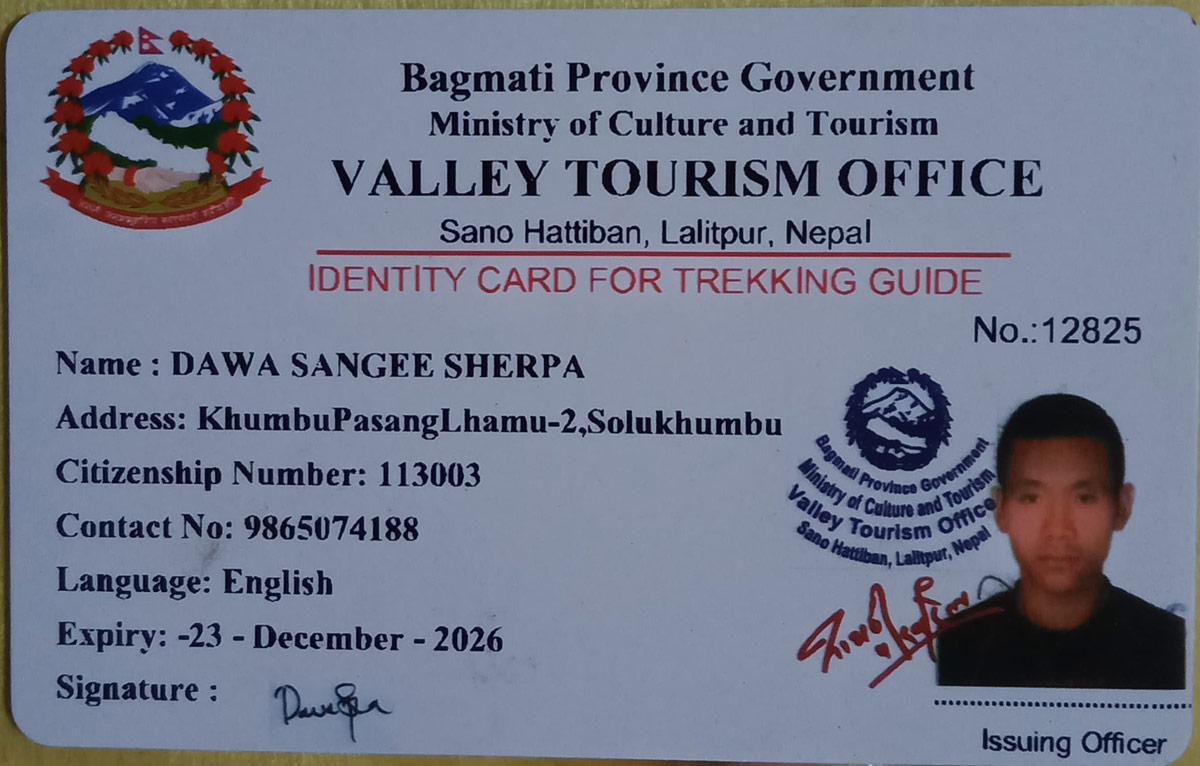 Bagmati Province Government
Ministry of Culture and Tourism
VALLEY TOURISM OFFICE
Sano Hattiban, Lalitpur, Nepal
IDENTITY CARD FOR TREKKING GUIDE
No.:12825
Name : DAWA SANGEE SHERPA
Address: KhumbuPasangLhamu-2,Solukhumbu
Citizenship Number: 113003
Contact No: 9865074188
Language: English
Expiry: -23 - December - 2026
Signature :
Bagmati Province Government
Ministry of Culture and Tourism
Valley Tourism Office
Sano Hattiban, Lalitpur, Nepal
Issuing Officer